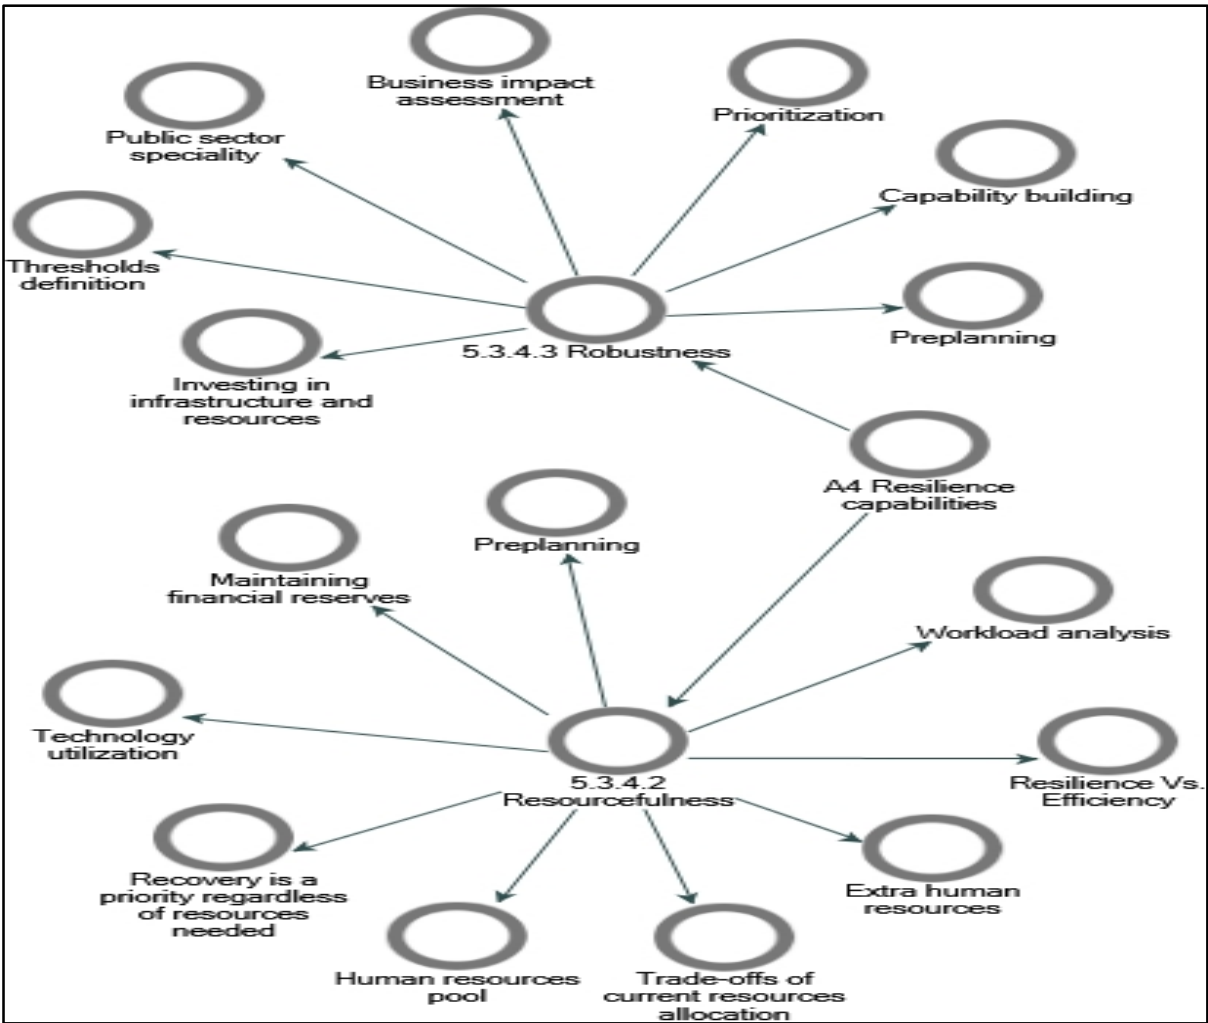 Business impact
assessment
Prioritization
Public sector
speciality
Capability building
Thresholds
definition
Preplanning
5.3.4.3 Robustness
Investing in
infrastructure and
resources
A4 Resilience
capabilities
Preplanning
Maintaining
financial reserves
Workload analysis
Technology
utilization
5.3.4.2
Resourcefulness
Resilience Vs.
Efficiency
Recovery is a
priority regardless
of resources
needed
Extra human
resources
Human resources
pool
Trade-offs of
current resources
allocation